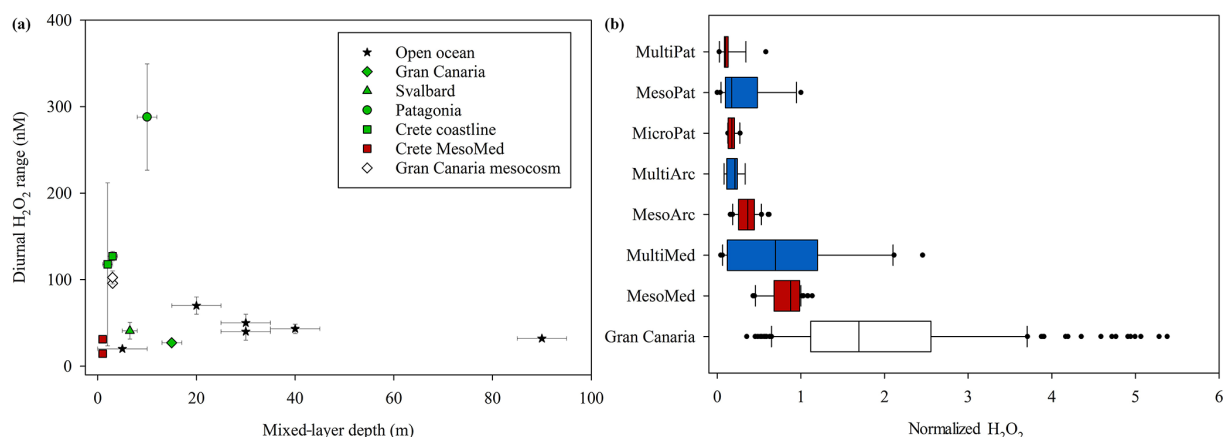 (a)
400
300
200
100
0
Diurnal H₂O₂ range (nM)
Open ocean
Gran Canaria
Svalbard
Patagonia
Crete coastline
Crete MesoMed
Gran Canaria mesocosm
0 20 40 60 80 100
Mixed-layer depth (m)
(b)
MultiPat
MesoPat
MicroPat
MultiArc
MesoArc
MultiMed
MesoMed
Gran Canaria
0 1 2 3 4 5 6
Normalized H₂O₂